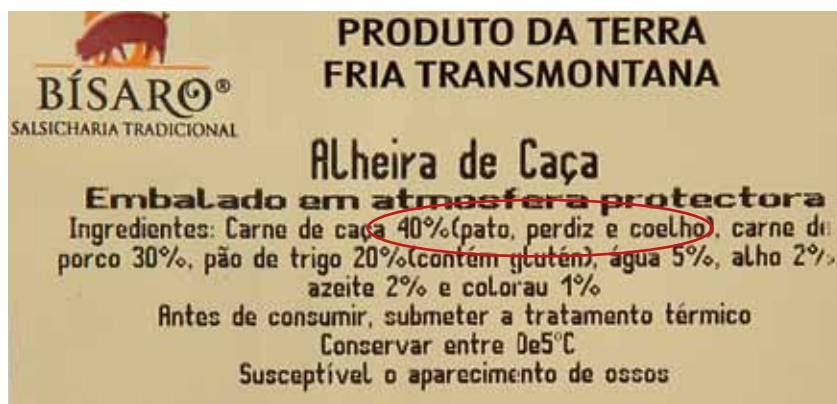 PRODUTO DA TERRA
FRIA TRANSMONTANA
BÍSARO®
SALSICHARIA TRADICIONAL
Alheira de Caça
Embalado em atmosfera protectora
Ingredientes: Carne de caça 40%(pato, perdiz e coelho), carne de
porco 30%, pão de trigo 20%(contém glutén), água 5%, alho 2%,
azeite 2% e colorau 1%
Antes de consumir, submeter a tratamento térmico
Conservar entre 0e5°C
Susceptível o aparecimento de ossos